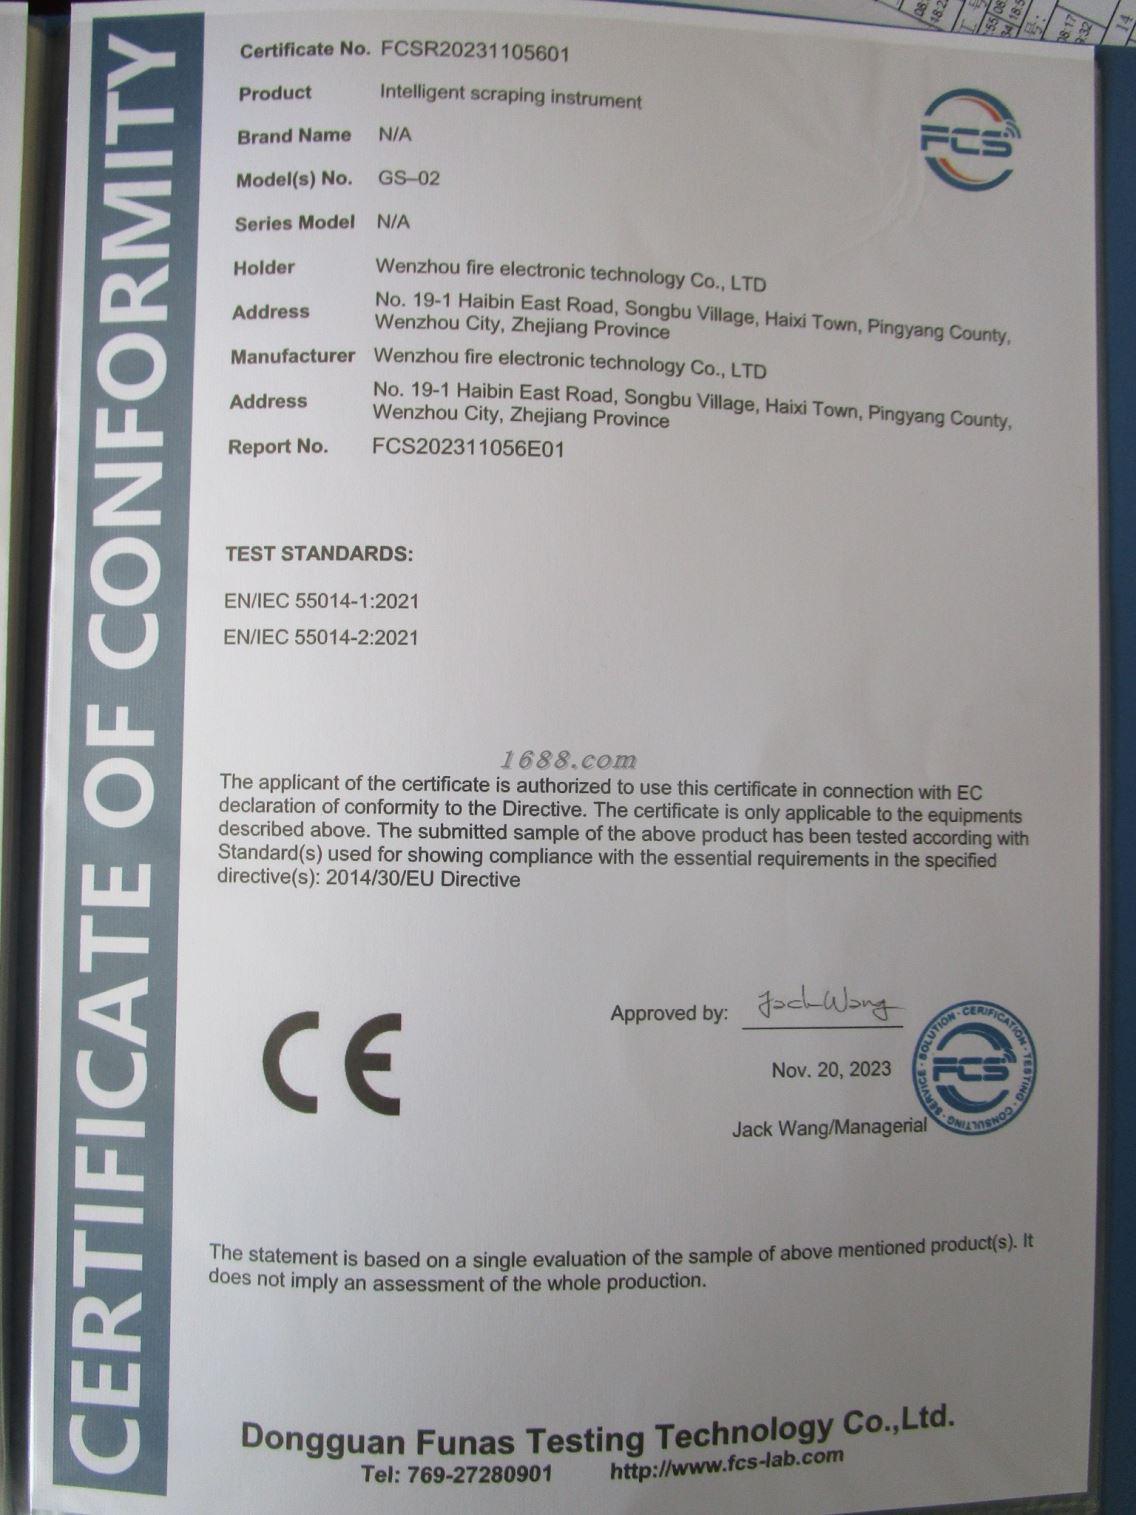 CERTIFICATE OF CONFORMITY
Certificate No. FCSR20231105601
Product Intelligent scraping instrument
Brand Name N/A
Model(s) No. GS-02
Series Model N/A
Holder Wenzhou fire electronic technology Co., LTD
Address No. 19-1 Haibin East Road, Songbu Village, Haixi Town, Pingyang County,
Wenzhou City, Zhejiang Province
Manufacturer Wenzhou fire electronic technology Co., LTD
Address No. 19-1 Haibin East Road, Songbu Village, Haixi Town, Pingyang County,
Wenzhou City, Zhejiang Province
Report No. FCS202311056E01
FCS
TEST STANDARDS:
EN/IEC 55014-1:2021
EN/IEC 55014-2:2021
1688.com
The applicant of the certificate is authorized to use this certificate in connection with EC
declaration of conformity to the Directive. The certificate is only applicable to the equipments
described above. The submitted sample of the above product has been tested according with
Standard(s) used for showing compliance with the essential requirements in the specified
directive(s): 2014/30/EU Directive
CE
Approved by: Jack Wang
Nov. 20, 2023
Jack Wang/Managerial
FCS
SOLUTION · CERIFICATION · TESTING · CONSULTING · SERVICE ·
The statement is based on a single evaluation of the sample of above mentioned product(s). It
does not imply an assessment of the whole production.
Dongguan Funas Testing Technology Co.,Ltd.
Tel: 769-27280901 http://www.fcs-lab.com